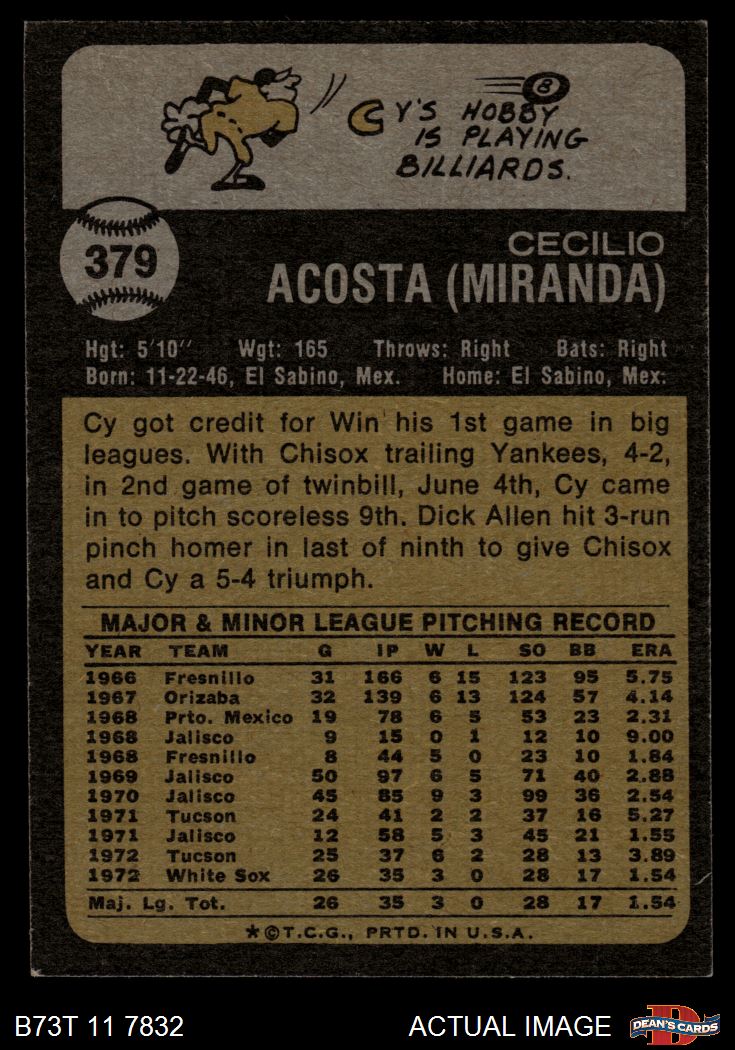 8
CY'S HOBBY
IS PLAYING
BILLIARDS.
379
CECILIO
ACOSTA (MIRANDA)
Hgt: 5'10" Wgt: 165 Throws: Right Bats: Right
Born: 11-22-46, El Sabino, Mex. Home: El Sabino, Mex.
Cy got credit for Win his 1st game in big
leagues. With Chisox trailing Yankees, 4-2,
in 2nd game of twinbill, June 4th, Cy came
in to pitch scoreless 9th. Dick Allen hit 3-run
pinch homer in last of ninth to give Chisox
and Cy a 5-4 triumph.
MAJOR & MINOR LEAGUE PITCHING RECORD
YEAR TEAM G IP W L SO BB ERA
1966 Fresnillo 31 166 6 15 123 95 5.75
1967 Orizaba 32 139 6 13 124 57 4.14
1968 Prto. Mexico 19 78 6 5 53 23 2.31
1968 Jalisco 9 15 0 1 12 10 9.00
1968 Fresnillo 8 44 5 0 23 10 1.84
1969 Jalisco 50 97 6 5 71 40 2.88
1970 Jalisco 45 85 9 3 99 36 2.54
1971 Tucson 24 41 2 2 37 16 5.27
1971 Jalisco 12 58 5 3 45 21 1.55
1972 Tucson 25 37 6 2 28 13 3.89
1972 White Sox 26 35 3 0 28 17 1.54
Maj. Lg. Tot. 26 35 3 0 28 17 1.54
*©T.C.G., PRTD. IN U.S.A.
B73T 11 7832 ACTUAL IMAGE D DEAN'S CARDS